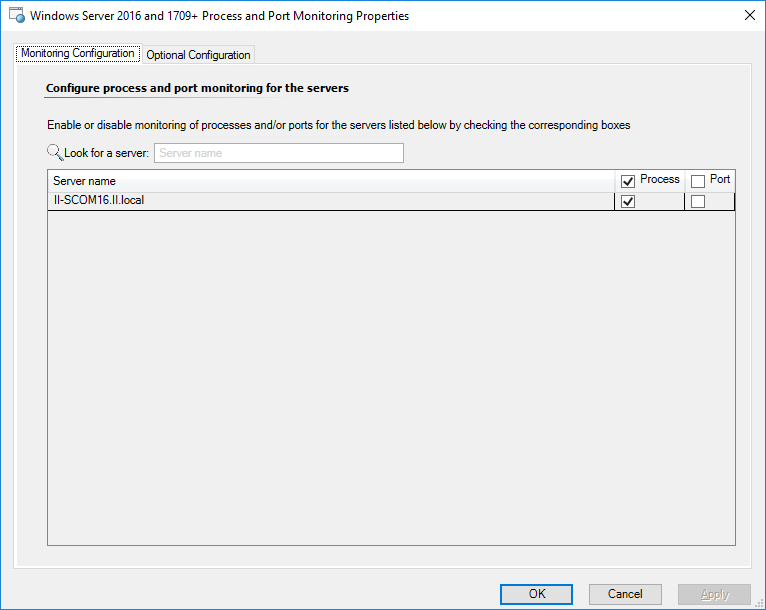 Windows Server 2016 and 1709+ Process and Port Monitoring Properties
Monitoring Configuration Optional Configuration
Configure process and port monitoring for the servers
Enable or disable monitoring of processes and/or ports for the servers listed below by checking the corresponding boxes
Look for a server: Server name
Server name Process Port
II-SCOM16.II.local
OK Cancel Apply